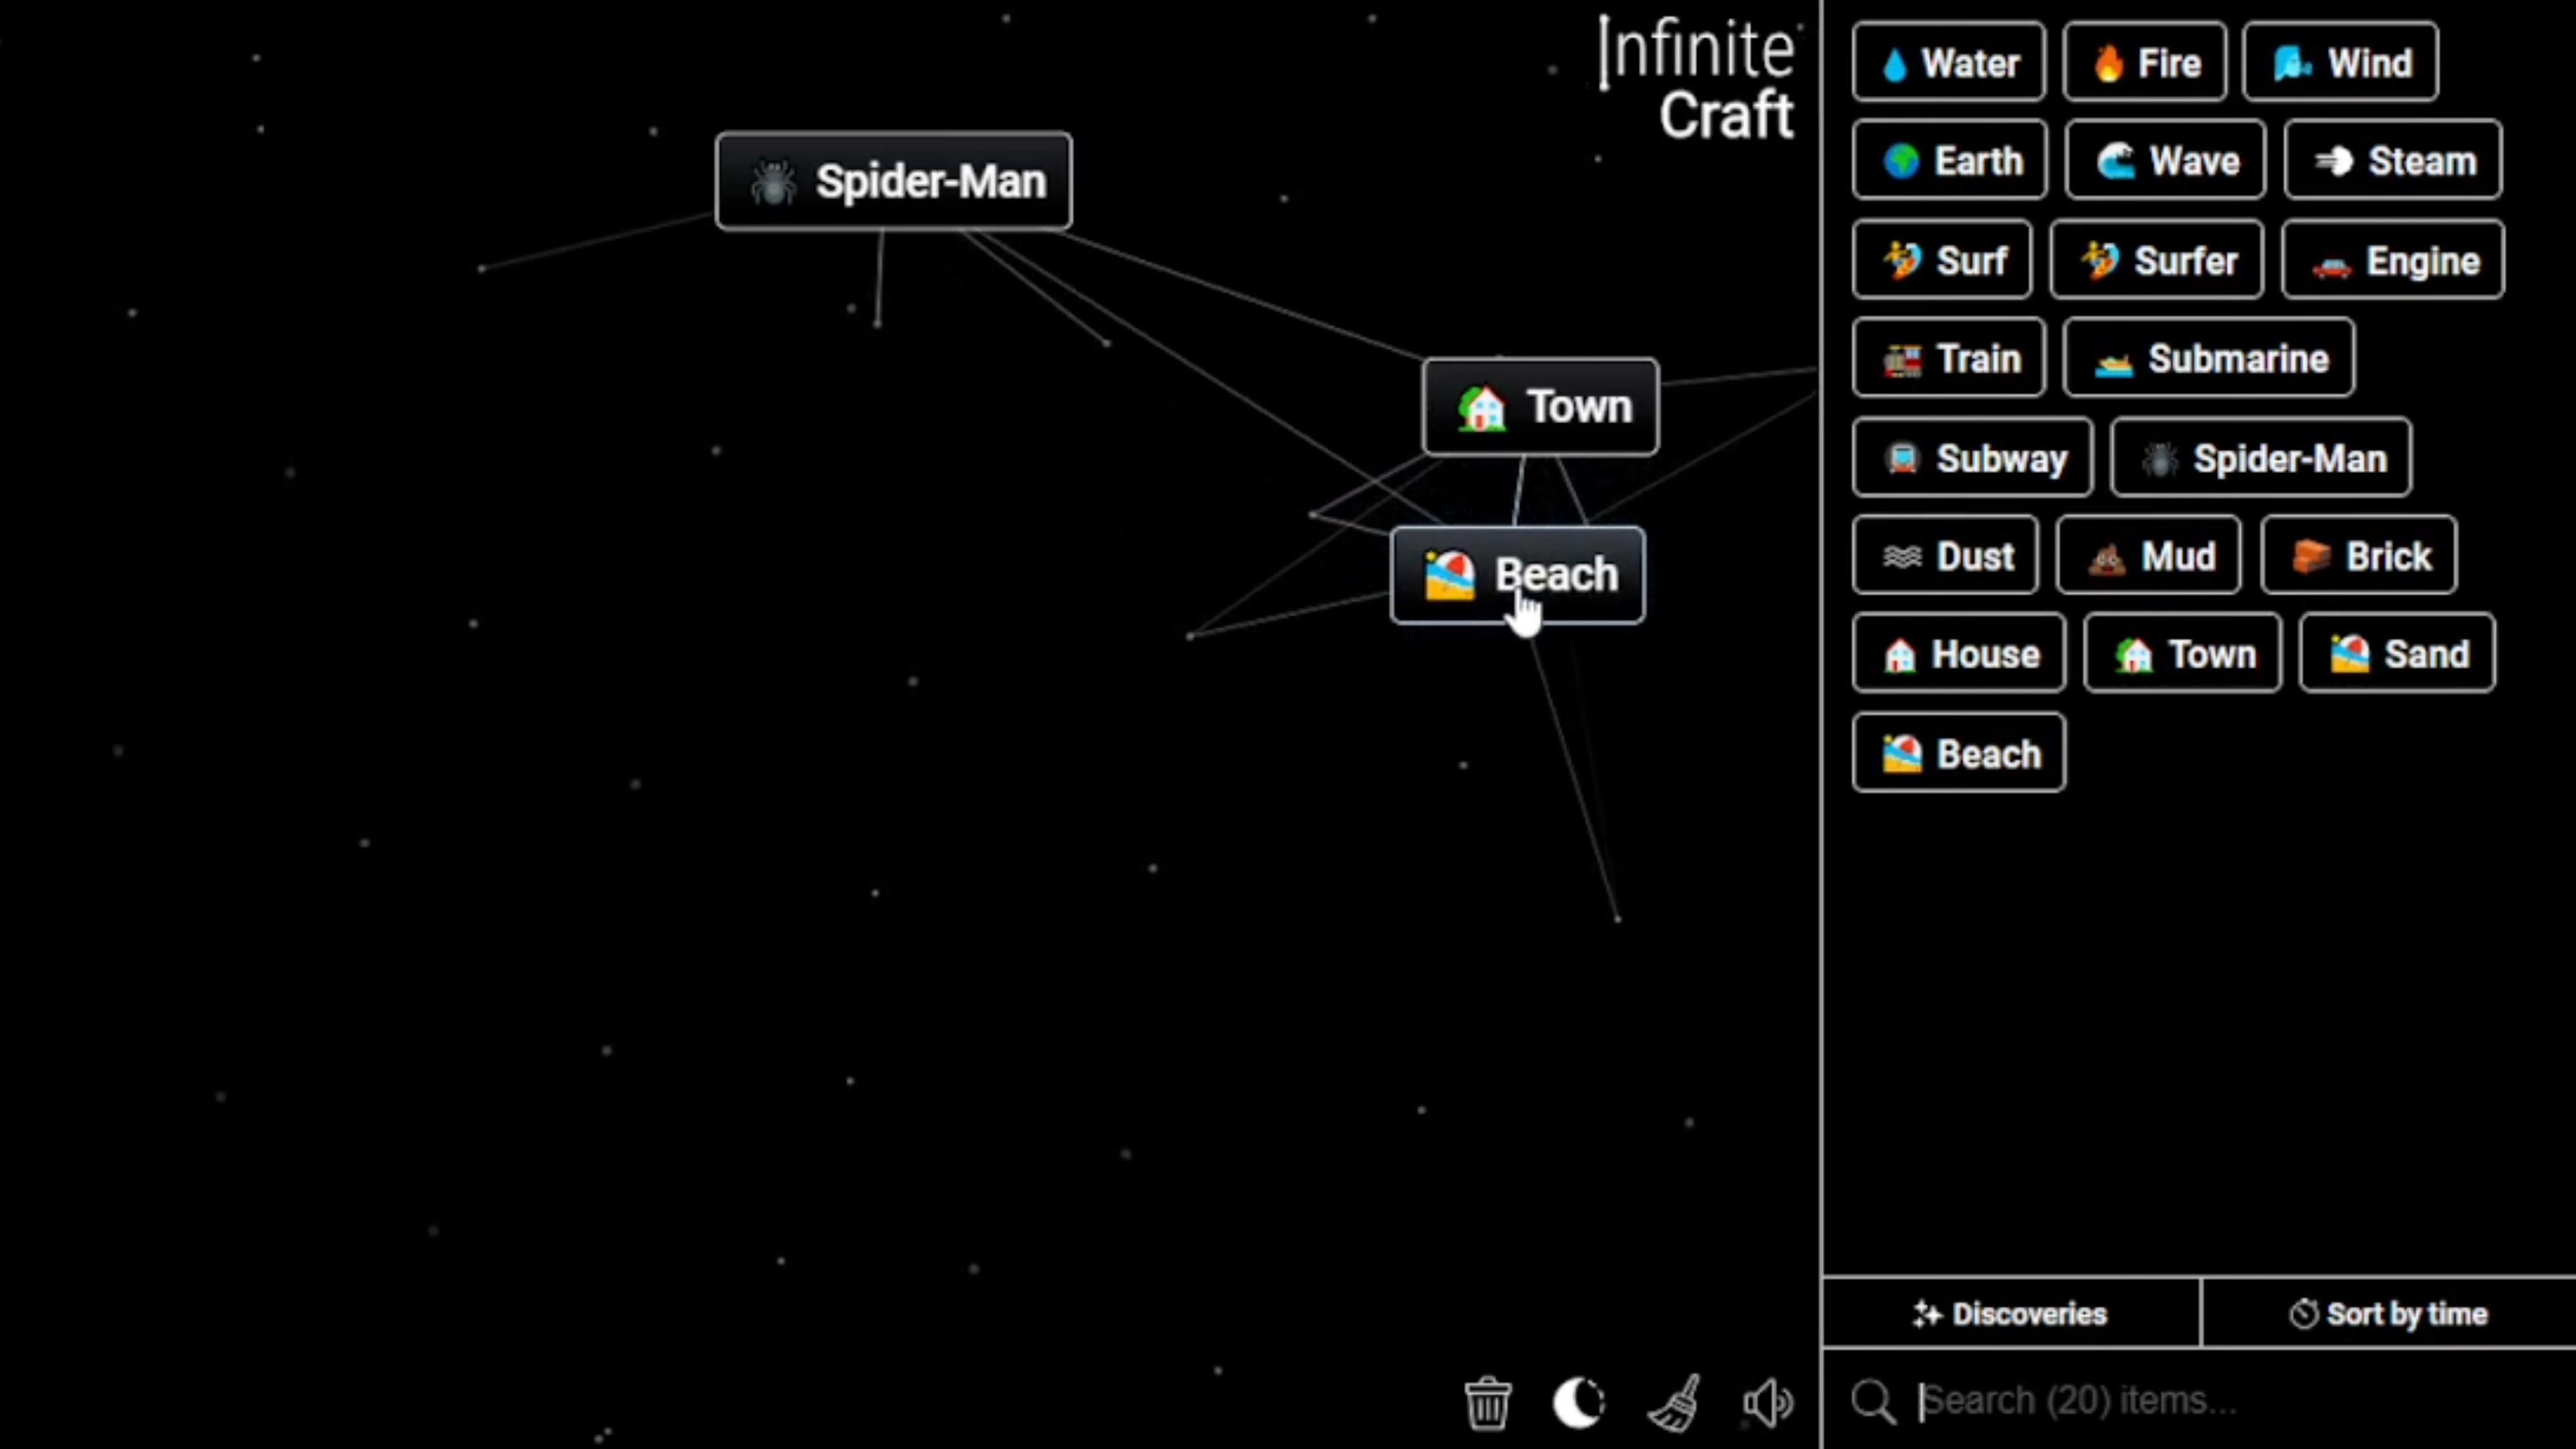 Infinite
Craft
Spider-Man
Town
Beach
Water Fire Wind
Earth Wave Steam
Surf Surfer Engine
Train Submarine
Subway Spider-Man
Dust Mud Brick
House Town Sand
Beach
Discoveries Sort by time
Search (20) items...